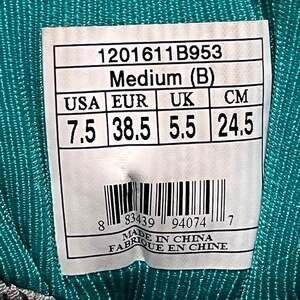 1201611B953
Medium (B)
USA EUR UK CM
7.5 38.5 5.5 24.5
8 83439 94074 7
MADE IN CHINA
FABRIQUE EN CHINE